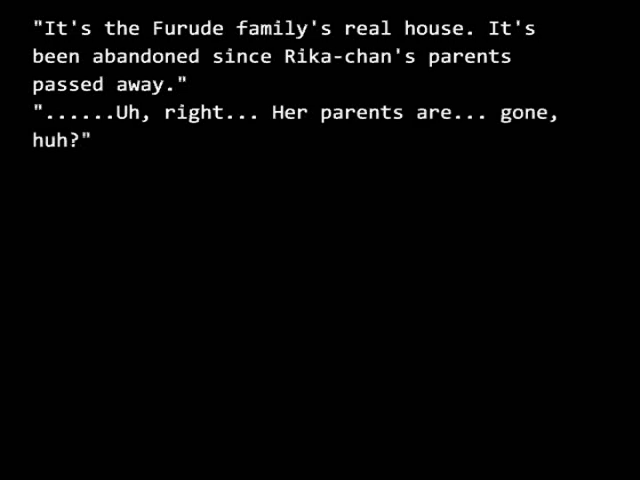 "It's the Furude family's real house. It's
been abandoned since Rika-chan's parents
passed away."
"......Uh, right... Her parents are... gone,
huh?"